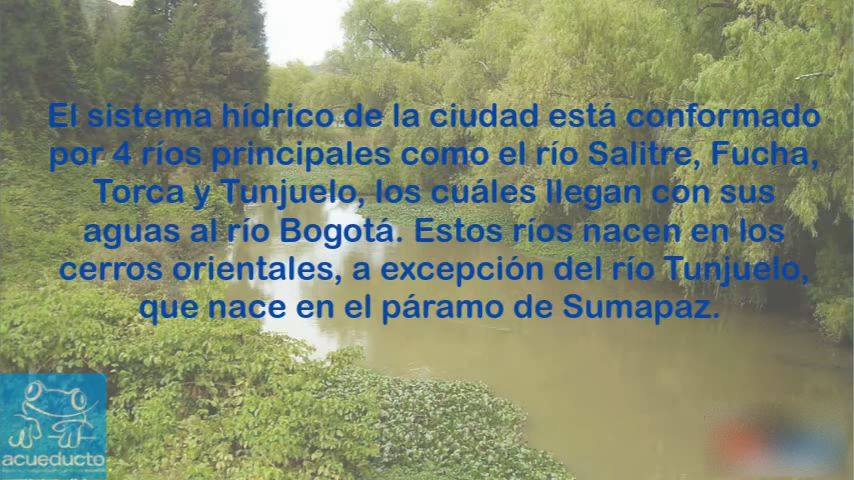 El sistema hídrico de la ciudad está conformado
por 4 ríos principales como el río Salitre, Fucha,
Torca y Tunjuelo, los cuáles llegan con sus
aguas al río Bogotá. Estos ríos nacen en los
cerros orientales, a excepción del río Tunjuelo,
que nace en el páramo de Sumapaz.
acueducto